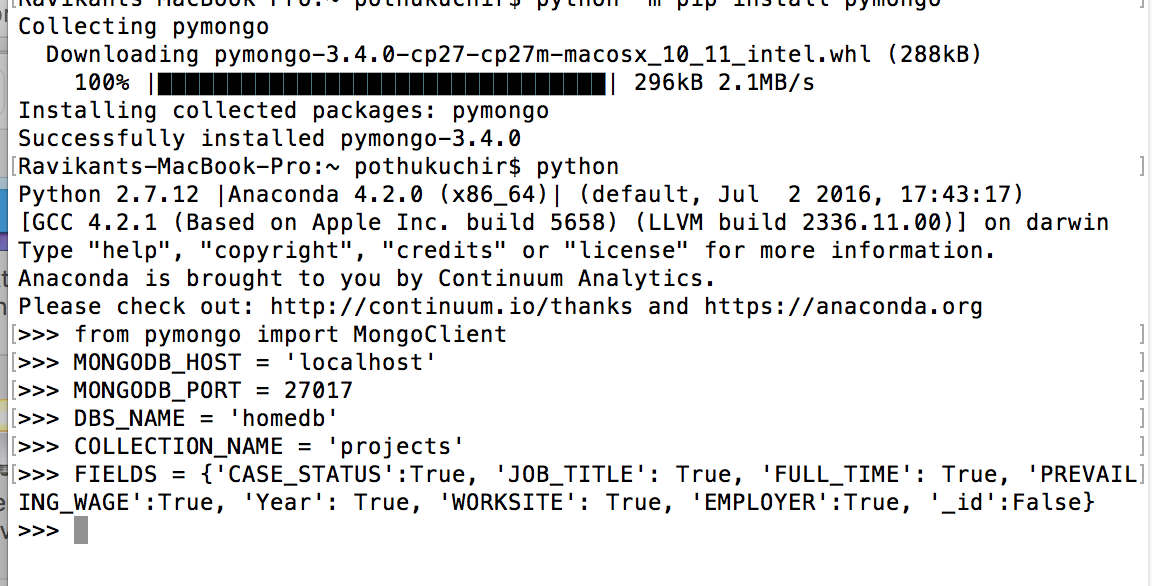 Ravikants-MacBook-Pro:~ pothukuchir$ python -m pip install pymongo
Collecting pymongo
  Downloading pymongo-3.4.0-cp27-cp27m-macosx_10_11_intel.whl (288kB)
    100% |████████████████████████████████| 296kB 2.1MB/s
Installing collected packages: pymongo
Successfully installed pymongo-3.4.0
[Ravikants-MacBook-Pro:~ pothukuchir$ python ]
Python 2.7.12 |Anaconda 4.2.0 (x86_64)| (default, Jul  2 2016, 17:43:17)
[GCC 4.2.1 (Based on Apple Inc. build 5658) (LLVM build 2336.11.00)] on darwin
Type "help", "copyright", "credits" or "license" for more information.
Anaconda is brought to you by Continuum Analytics.
Please check out: http://continuum.io/thanks and https://anaconda.org
[>>> from pymongo import MongoClient ]
[>>> MONGODB_HOST = 'localhost' ]
[>>> MONGODB_PORT = 27017 ]
[>>> DBS_NAME = 'homedb' ]
[>>> COLLECTION_NAME = 'projects' ]
[>>> FIELDS = {'CASE_STATUS':True, 'JOB_TITLE': True, 'FULL_TIME': True, 'PREVAIL]
ING_WAGE':True, 'Year': True, 'WORKSITE': True, 'EMPLOYER':True, '_id':False}
>>>